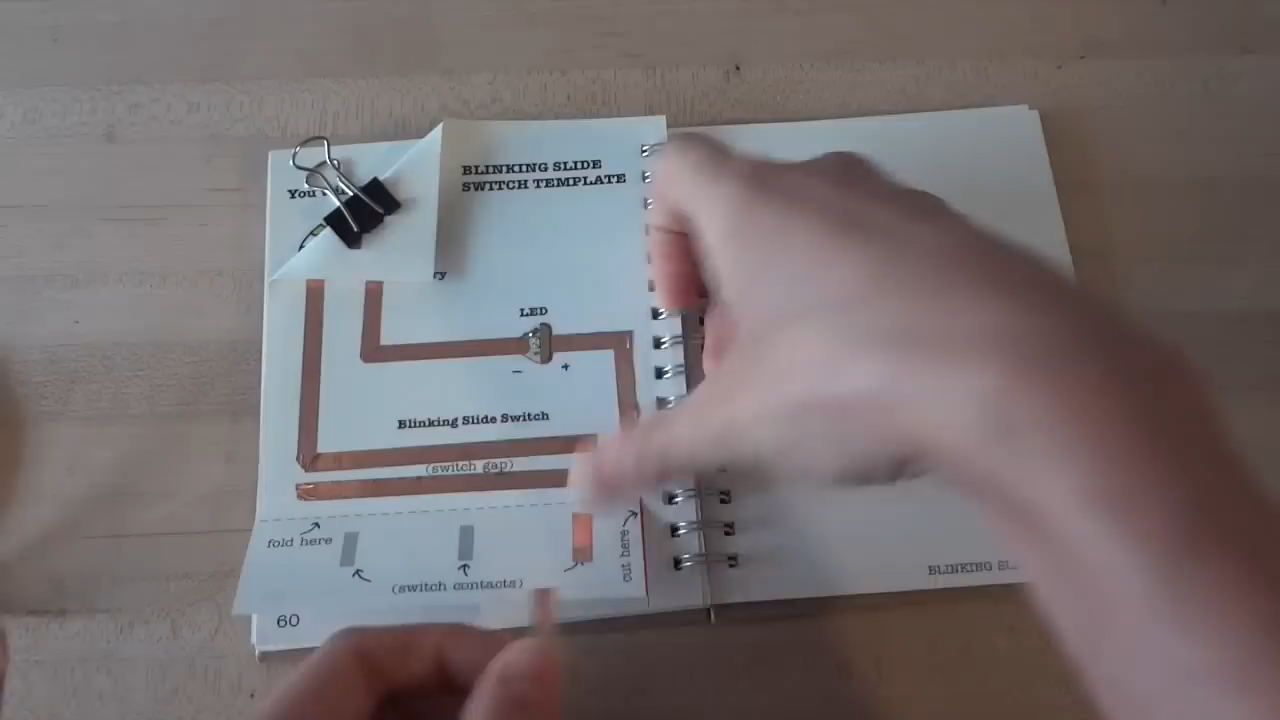 You
BLINKING SLIDE
SWITCH TEMPLATE
ry
LED
- +
Blinking Slide Switch
(switch gap)
fold here
cut here
(switch contacts)
60
BLINKING